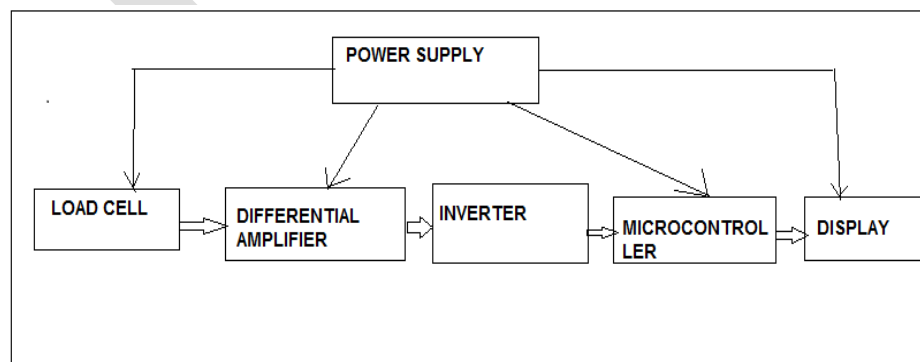 POWER SUPPLY
LOAD CELL
DIFFERENTIAL
AMPLIFIER
INVERTER
MICROCONTROL
LER
DISPLAY